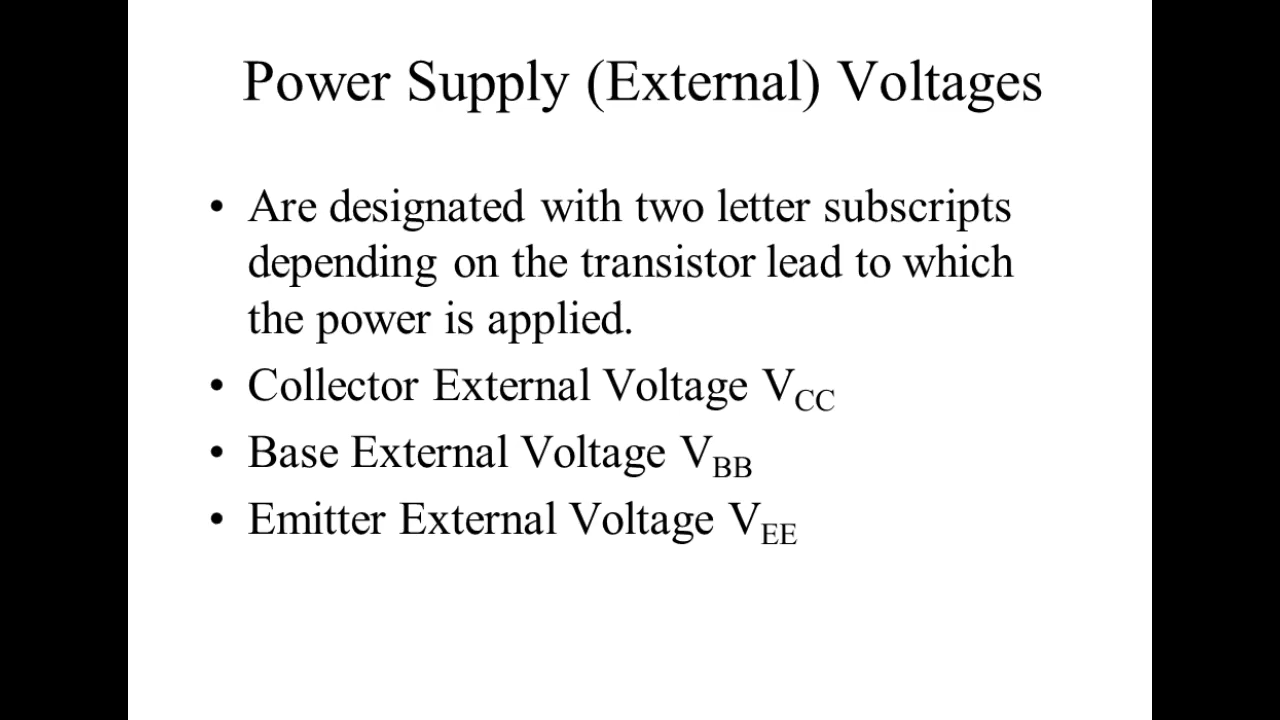 Power Supply (External) Voltages
• Are designated with two letter subscripts
depending on the transistor lead to which
the power is applied.
• Collector External Voltage V_CC
• Base External Voltage V_BB
• Emitter External Voltage V_EE